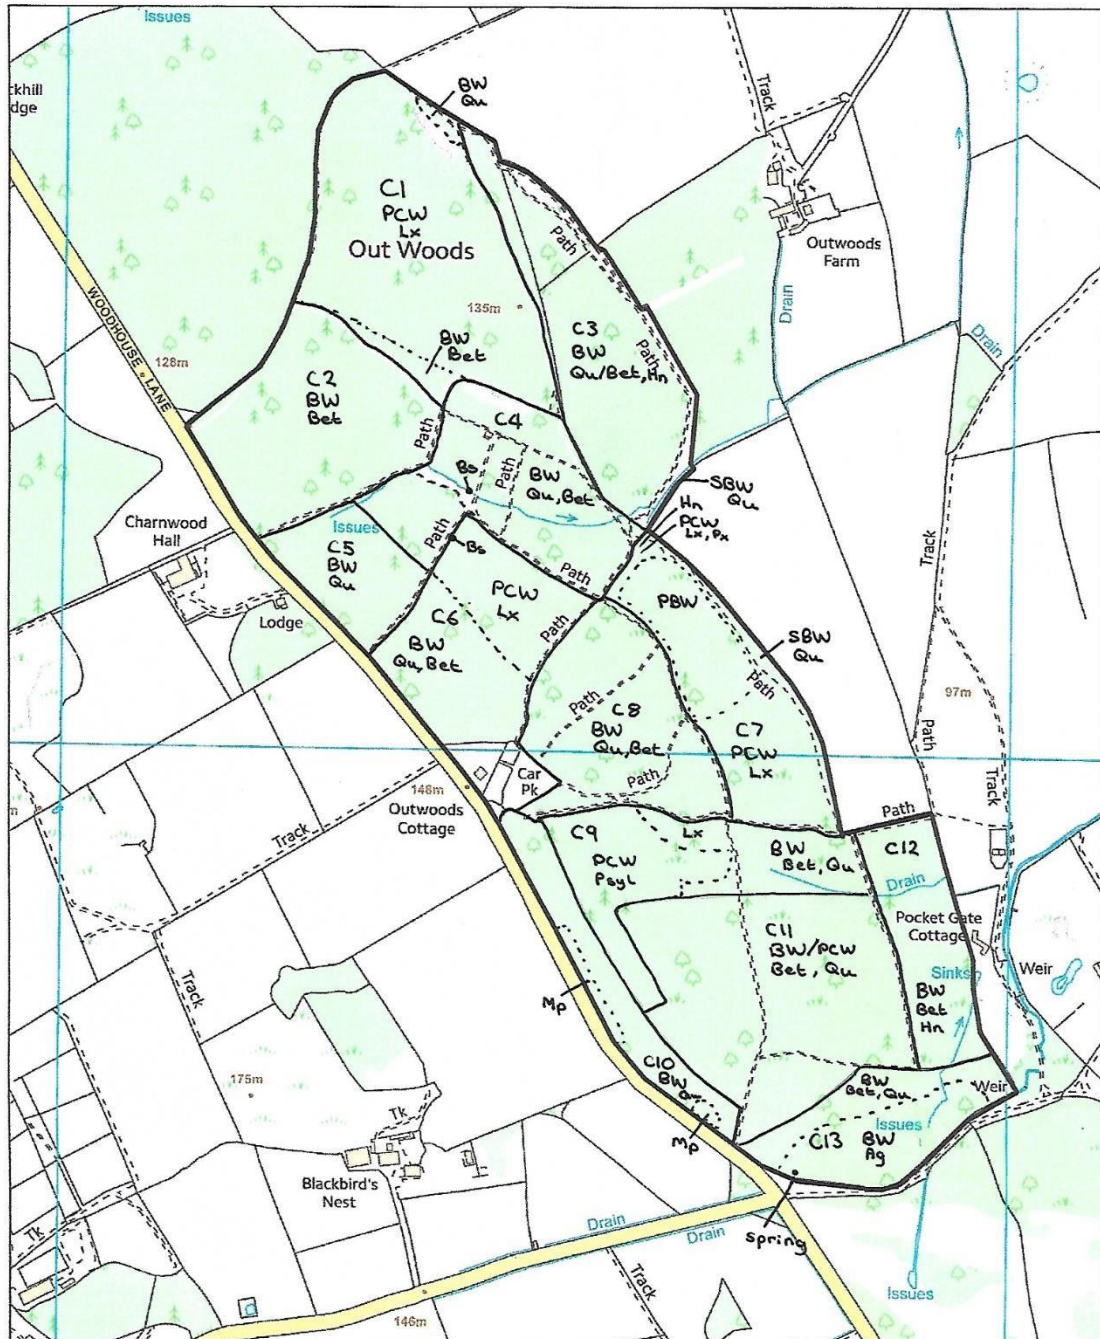 Issues
ckhill
dge
BW
Qu
Track
C1
PCW
Lx
Out Woods
Path
Outwoods
Farm
Drain
135m
WOODHOUSE LANE
128m
BW
Bet
C3
BW
Qu/Bet, Hn
Path
Drain
C2
BW
Bet
C4
Path
Bs
Path
BW
Qu, Bet
SBW
Qu
Hn
PCW
Lx, Px
Charnwood
Hall
Issues
Path
Bs
C5
BW
Qu
Path
Track
Lodge
PCW
Lx
C6
BW
Qu, Bet
Path
PBW
SBW
Qu
Path
97m
Path
C8
BW
Qu, Bet
C7
PCW
Lx
Path
Track
Car
Pk
Path
148m
Outwoods
Cottage
Track
Path
C9
PCW
Psyl
Lx
BW
Bet, Qu
C12
Drain
Pocket Gate
Cottage
C11
BW/PCW
Bet, Qu
Sinks
Weir
Track
Mp
BW
Bet
Hn
175m
C10
BW
Qu
BW
Bet, Qu
Weir
Mp
Issues
C13 BW
Ag
Tk
Blackbird's
Nest
Tk
Drain
Drain
Spring
Track
Issues
146m